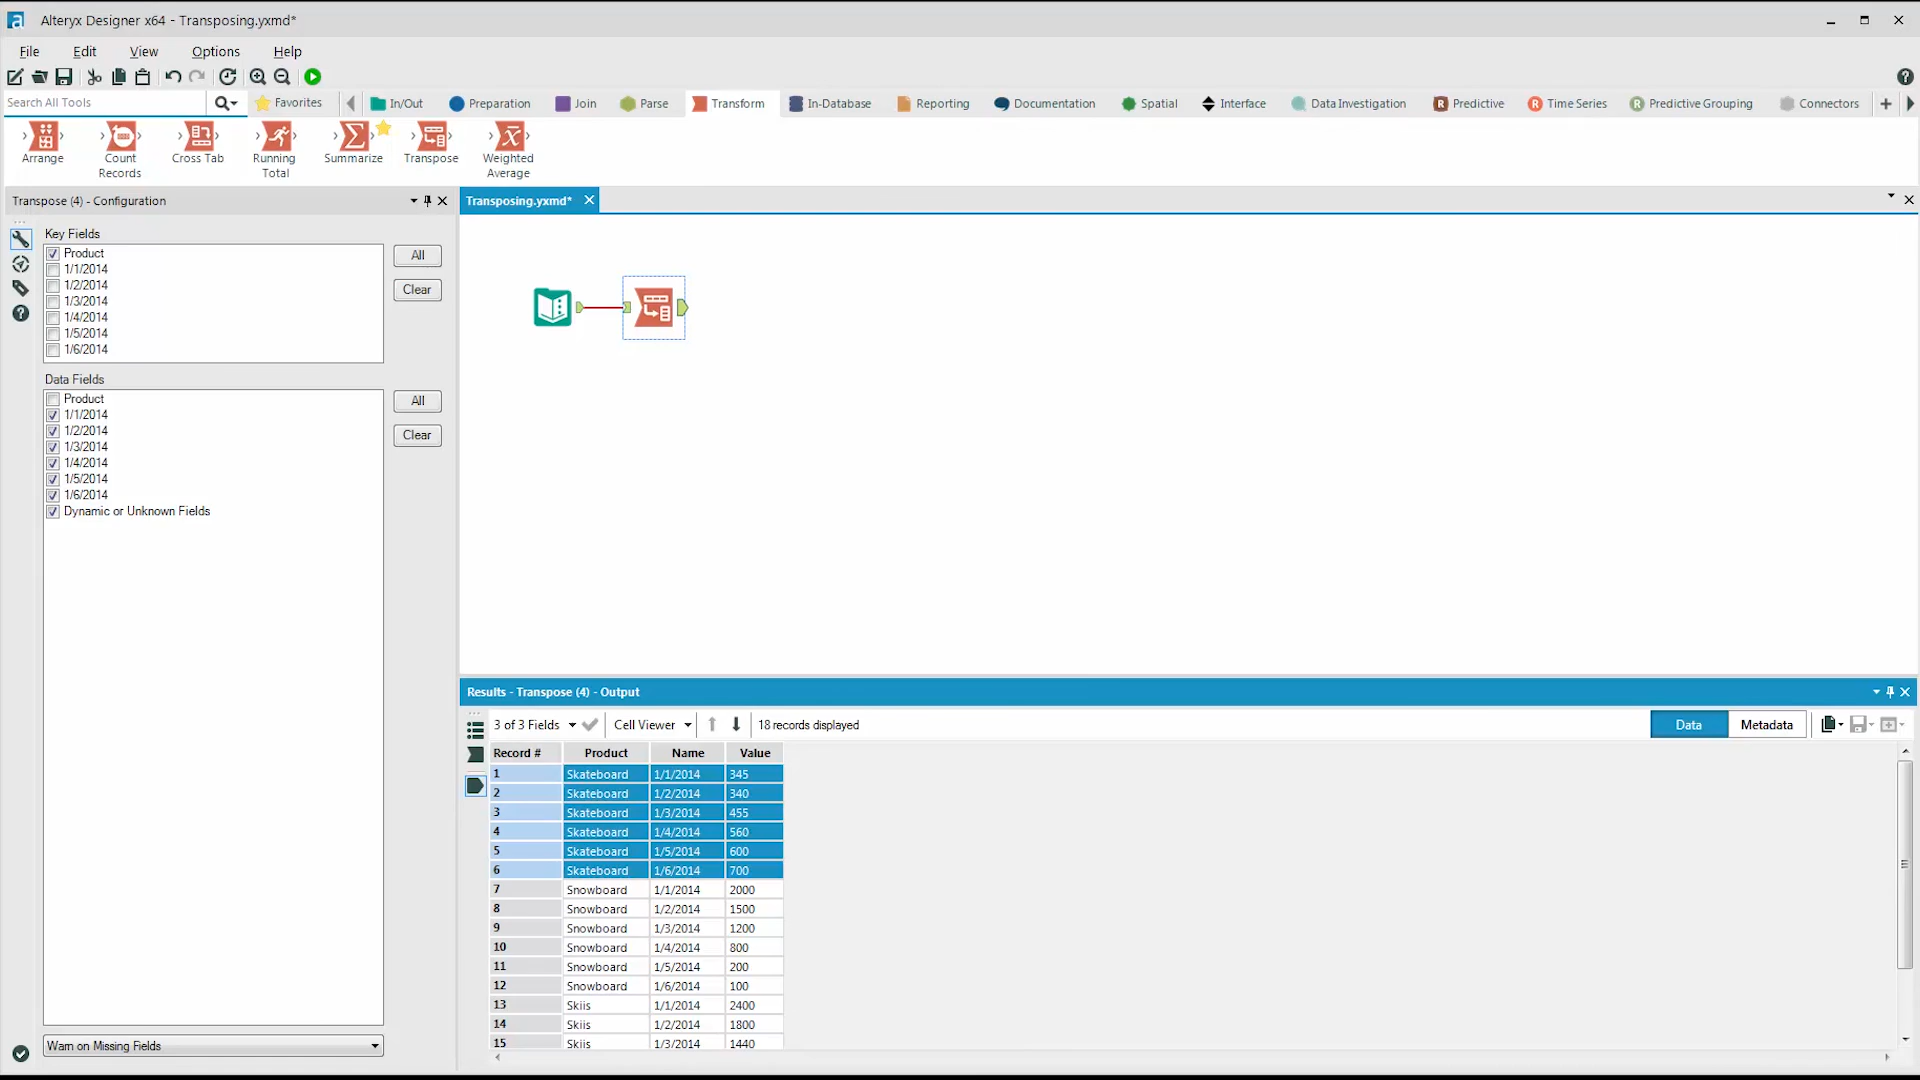 Alteryx Designer x64 - Transposing.yxmd*
File Edit View Options Help
Search All Tools Favorites In/Out Preparation Join Parse Transform In-Database Reporting Documentation Spatial Interface Data Investigation Predictive Time Series Predictive Grouping Connectors
Arrange Count Records Cross Tab Running Total Summarize Transpose Weighted Average
Transpose (4) - Configuration
Transposing.yxmd*
Key Fields
Product
1/1/2014
1/2/2014
1/3/2014
1/4/2014
1/5/2014
1/6/2014
All
Clear
Data Fields
Product
1/1/2014
1/2/2014
1/3/2014
1/4/2014
1/5/2014
1/6/2014
Dynamic or Unknown Fields
All
Clear
Warn on Missing Fields
Results - Transpose (4) - Output
3 of 3 Fields Cell Viewer 18 records displayed Data Metadata
Record # Product Name Value
1 Skateboard 1/1/2014 345
2 Skateboard 1/2/2014 340
3 Skateboard 1/3/2014 455
4 Skateboard 1/4/2014 560
5 Skateboard 1/5/2014 600
6 Skateboard 1/6/2014 700
7 Snowboard 1/1/2014 2000
8 Snowboard 1/2/2014 1500
9 Snowboard 1/3/2014 1200
10 Snowboard 1/4/2014 800
11 Snowboard 1/5/2014 200
12 Snowboard 1/6/2014 100
13 Skiis 1/1/2014 2400
14 Skiis 1/2/2014 1800
15 Skiis 1/3/2014 1440